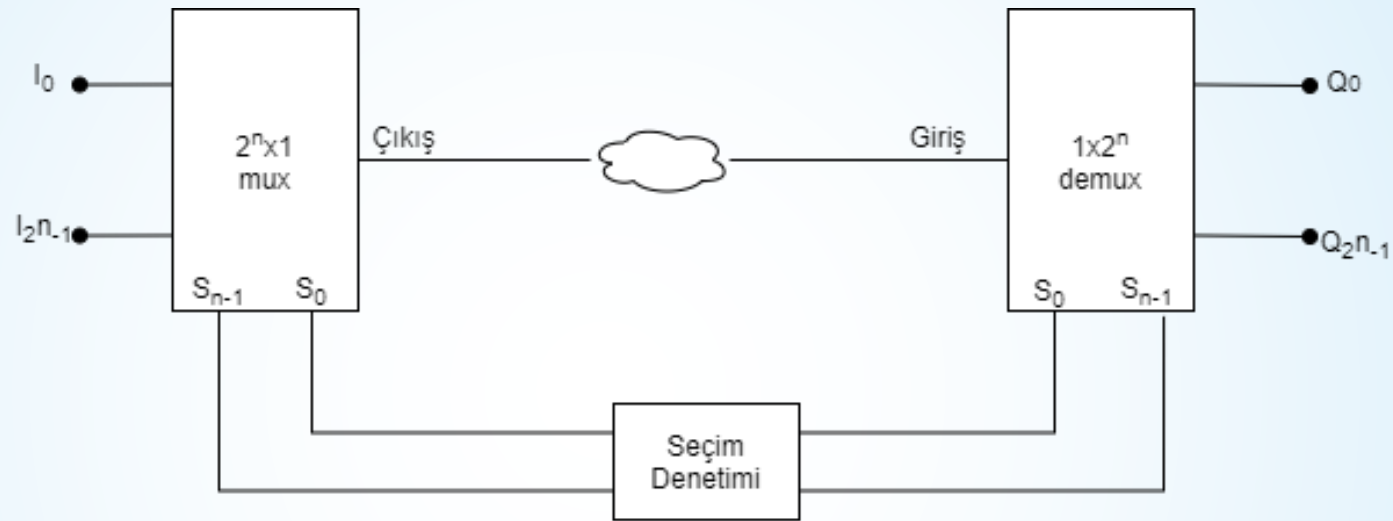 I₀
2ⁿx1
mux
Çıkış
I₂n₋₁
Sₙ₋₁ S₀
Giriş
1x2ⁿ
demux
Q0
Q₂n₋₁
S₀ Sₙ₋₁
Seçim
Denetimi